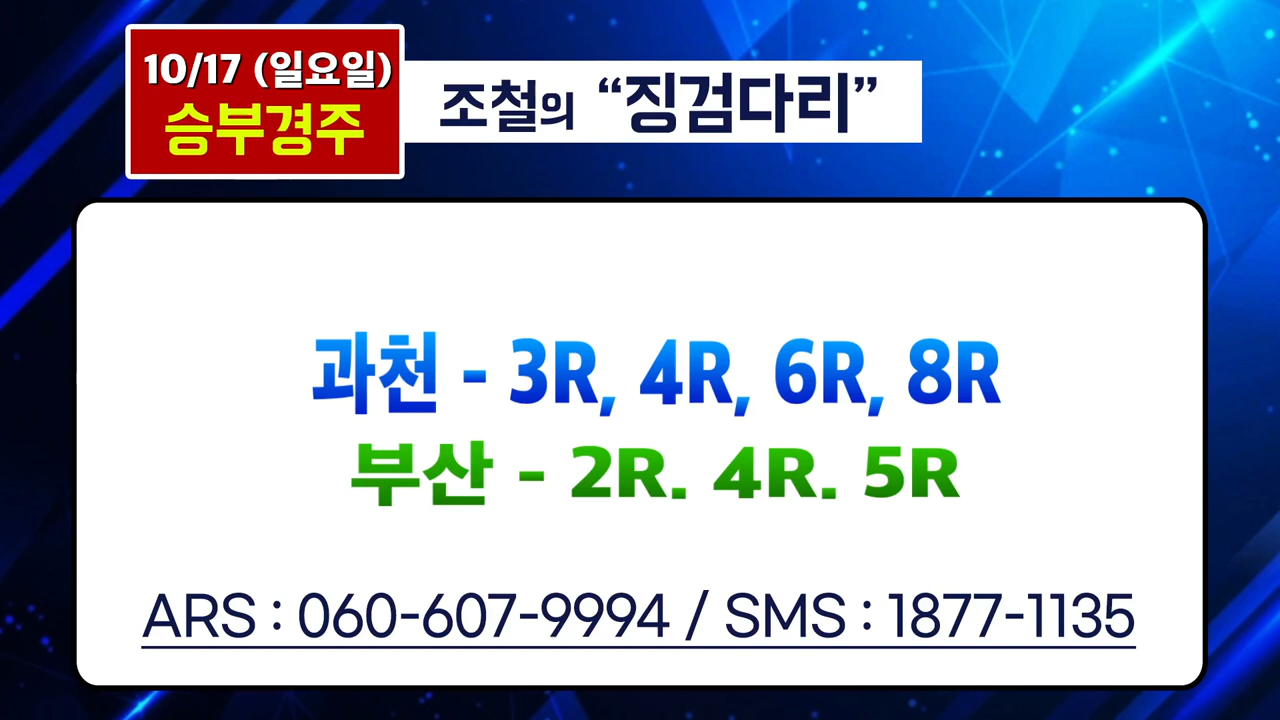 10/17 (일요일)
승부경주
조철의 “징검다리”
과천 - 3R, 4R, 6R, 8R
부산 - 2R. 4R. 5R
ARS : 060-607-9994 / SMS : 1877-1135